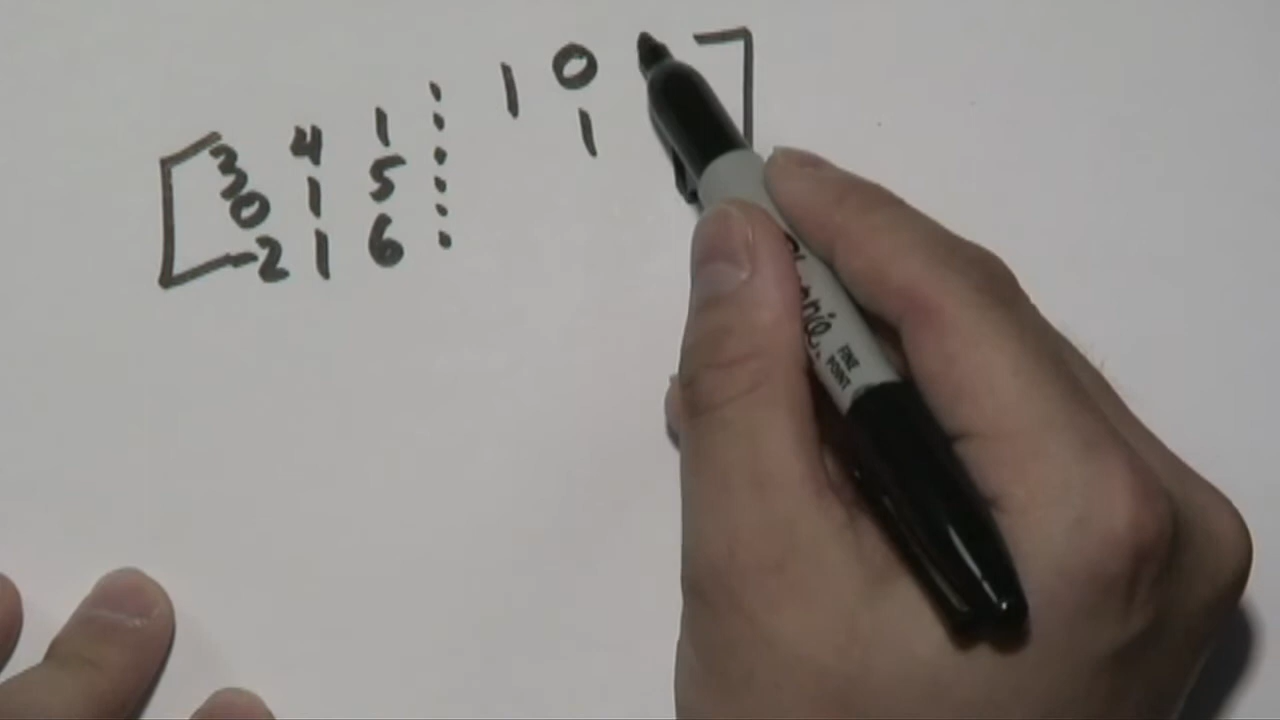 3 4 1 ⋮ 1 0
0 1 5 ⋮ 1
2 1 6 ⋮
Sharpie.
FINE
POINT